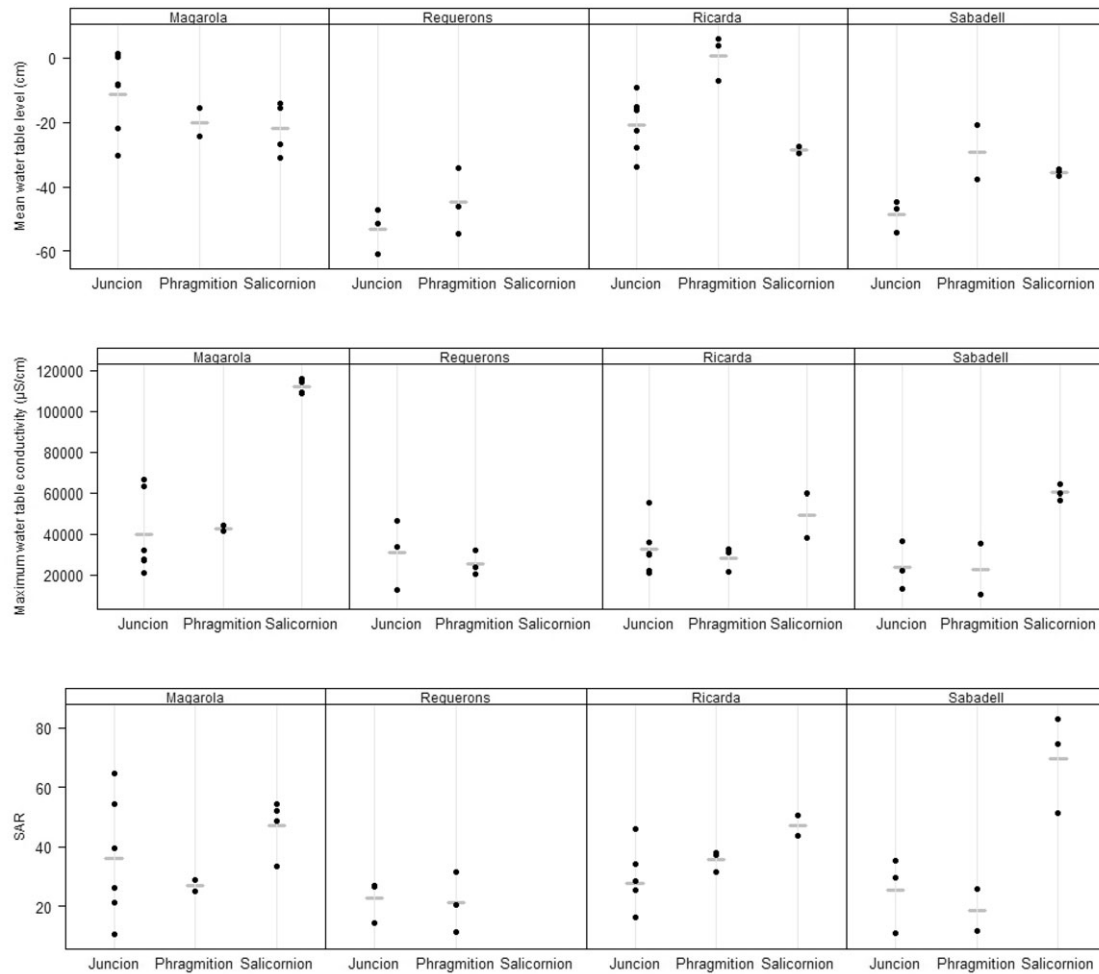 Magarola Requerons Ricarda Sabadell
Mean water table level (cm)
0
-20
-40
-60
Juncion Phragmition Salicornion Juncion Phragmition Salicornion Juncion Phragmition Salicornion Juncion Phragmition Salicornion
Magarola Requerons Ricarda Sabadell
Maximum water table conductivity (µS/cm)
120000
100000
80000
60000
40000
20000
Juncion Phragmition Salicornion Juncion Phragmition Salicornion Juncion Phragmition Salicornion Juncion Phragmition Salicornion
Magarola Requerons Ricarda Sabadell
SAR
80
60
40
20
Juncion Phragmition Salicornion Juncion Phragmition Salicornion Juncion Phragmition Salicornion Juncion Phragmition Salicornion